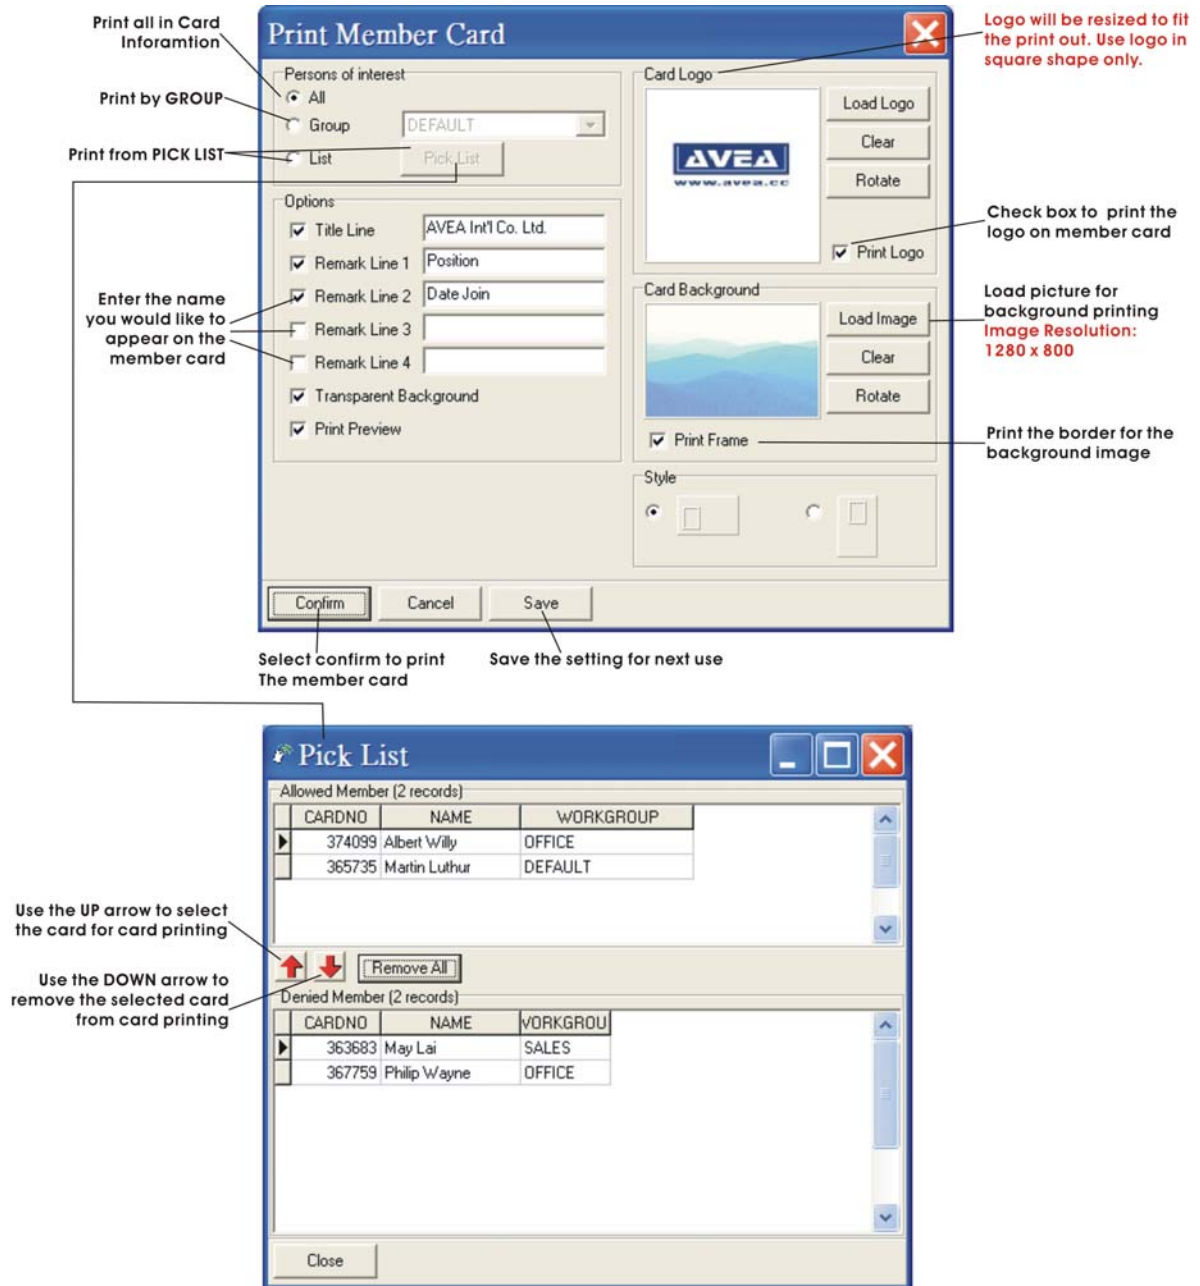 Print all in Card
Inforamtion
Print by GROUP
Print from PICK LIST
Enter the name
you would like to
appear on the
member card
Print Member Card
Persons of interest
All
Group
DEFAULT
List
Pick List
Options
Title Line
AVEA Int'l Co. Ltd.
Remark Line 1
Position
Remark Line 2
Date Join
Remark Line 3
Remark Line 4
Transparent Background
Print Preview
Card Logo
AVEA
www.avea.cc
Load Logo
Clear
Rotate
Print Logo
Card Background
Load Image
Clear
Rotate
Print Frame
Style
Confirm
Cancel
Save
Logo will be resized to fit
the print out. Use logo in
square shape only.
Check box to print the
logo on member card
Load picture for
background printing
Image Resolution:
1280 x 800
Print the border for the
background image
Select confirm to print
The member card
Save the setting for next use
Pick List
Allowed Member (2 records)
CARDNO NAME WORKGROUP
374099 Albert Willy OFFICE
365735 Martin Luthur DEFAULT
Use the UP arrow to select
the card for card printing
Use the DOWN arrow to
remove the selected card
from card printing
Remove All
Denied Member (2 records)
CARDNO NAME VORKGROU
363683 May Lai SALES
367759 Philip Wayne OFFICE
Close